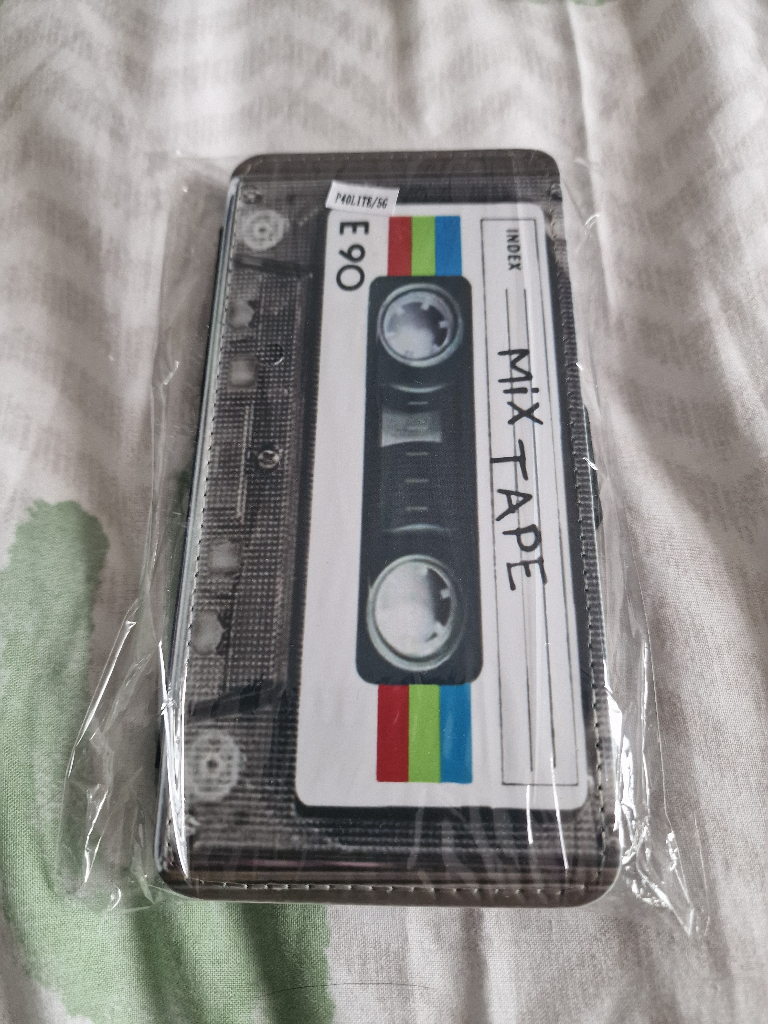 P40LITE/5G
E 90
INDEX
MiX TAPE